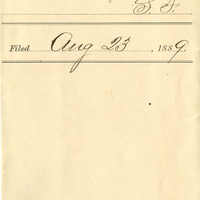 S. F.
Filed Aug 23, 1889.